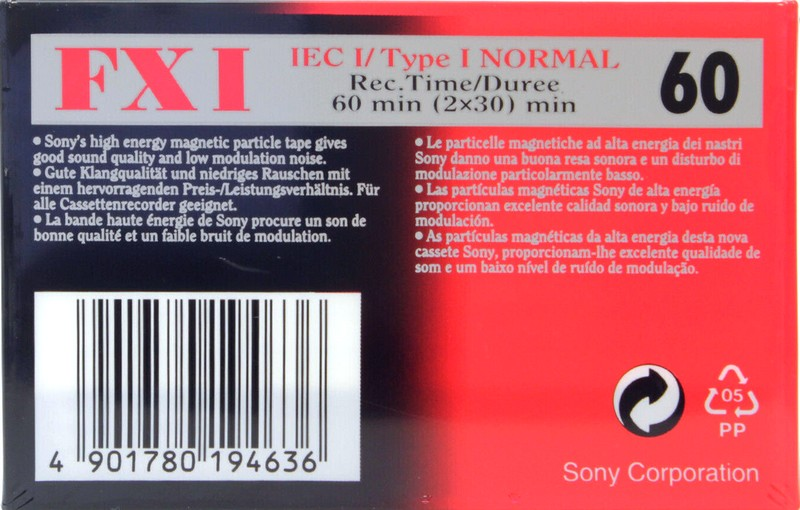 FX I
IEC I/Type I NORMAL
Rec.Time/Duree
60 min (2×30) min
60
• Sony's high energy magnetic particle tape gives
good sound quality and low modulation noise.
• Gute Klangqualität und niedriges Rauschen mit
einem hervorragenden Preis-/Leistungsverhältnis. Für
alle Cassettenrecorder geeignet.
• La bande haute énergie de Sony procure un son de
bonne qualité et un faible bruit de modulation.
• Le particelle magnetiche ad alta energia dei nastri
Sony danno una buona resa sonora e un disturbo di
modulazione particolarmente basso.
• Las partículas magnéticas Sony de alta energía
proporcionan excelente calidad sonora y bajo ruido de
modulación.
• As partículas magnéticas da alta energia desta nova
cassete Sony, proporcionam-lhe excelente qualidade de
som e um baixo nível de ruído de modulação.
4 901780 194636
05
PP
Sony Corporation